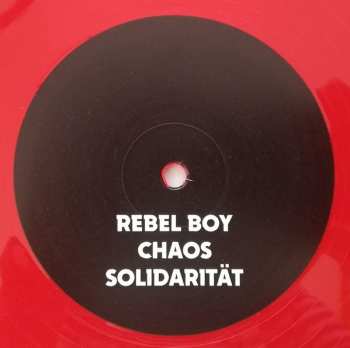 REBEL BOY
CHAOS
SOLIDARITÄT